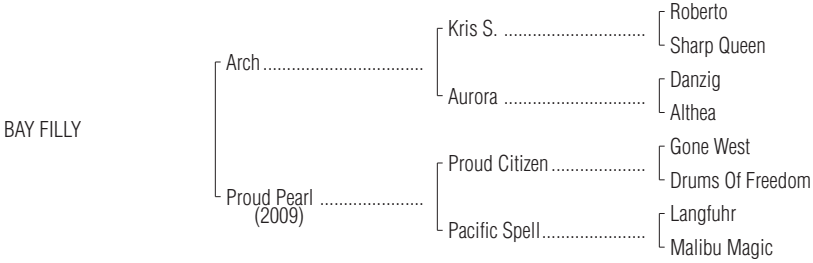 Roberto
Kris S. ..............................
Sharp Queen
Arch ..................................
Danzig
Aurora ..............................
Althea
BAY FILLY
Gone West
Proud Citizen ....................
Drums Of Freedom
Proud Pearl ......................
(2009)
Langfuhr
Pacific Spell......................
Malibu Magic